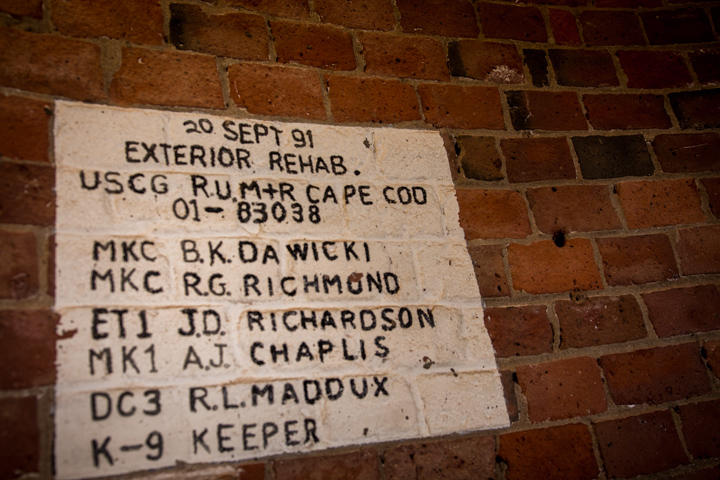 20 SEPT 91
EXTERIOR REHAB.
USCG R.U.M+R CAPE COD
01-83038
MKC B.K. DAWICKI
MKC R.G. RICHMOND
ET1 J.D. RICHARDSON
MK1 A.J. CHAPLIS
DC3 R.L. MADDUX
K-9 KEEPER